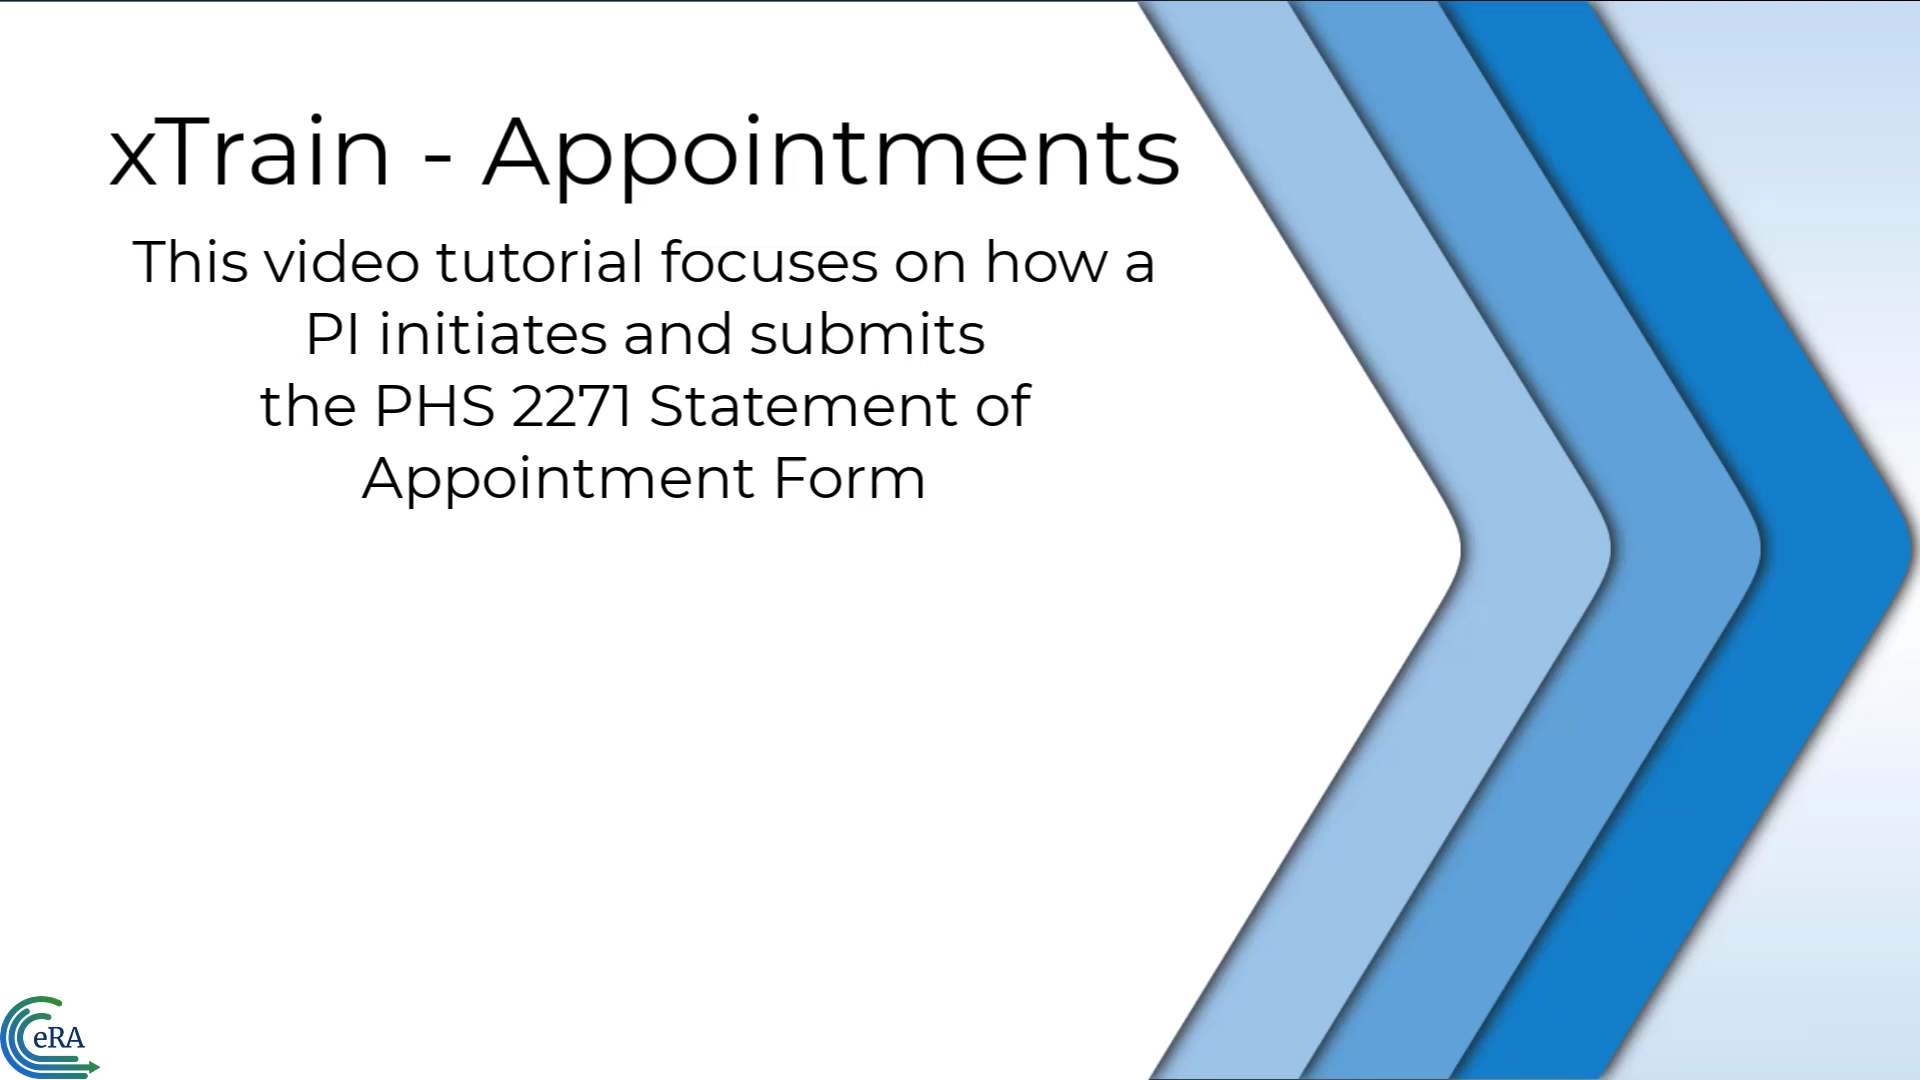 xTrain - Appointments
This video tutorial focuses on how a
PI initiates and submits
the PHS 2271 Statement of
Appointment Form
eRA